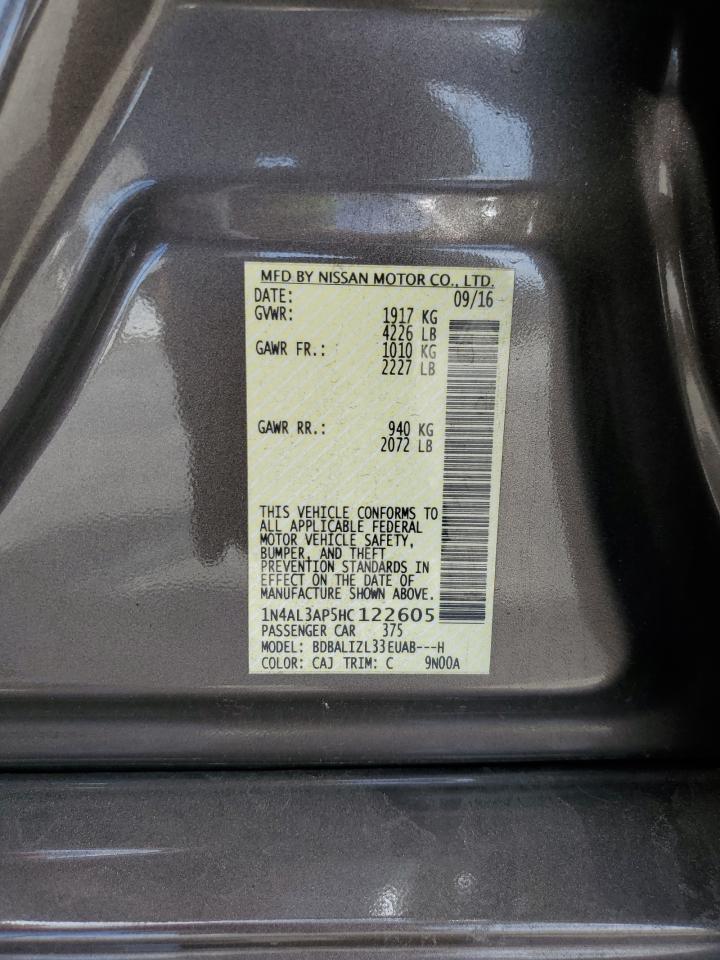 MFD BY NISSAN MOTOR CO., LTD.
DATE: 09/16
GVWR: 1917 KG
4226 LB
GAWR FR.: 1010 KG
2227 LB
GAWR RR.: 940 KG
2072 LB
THIS VEHICLE CONFORMS TO
ALL APPLICABLE FEDERAL
MOTOR VEHICLE SAFETY,
BUMPER, AND THEFT
PREVENTION STANDARDS IN
EFFECT ON THE DATE OF
MANUFACTURE SHOWN ABOVE.
1N4AL3AP5HC122605
PASSENGER CAR 375
MODEL: BDBALIZL33EUAB---H
COLOR: CAJ TRIM: C 9N00A